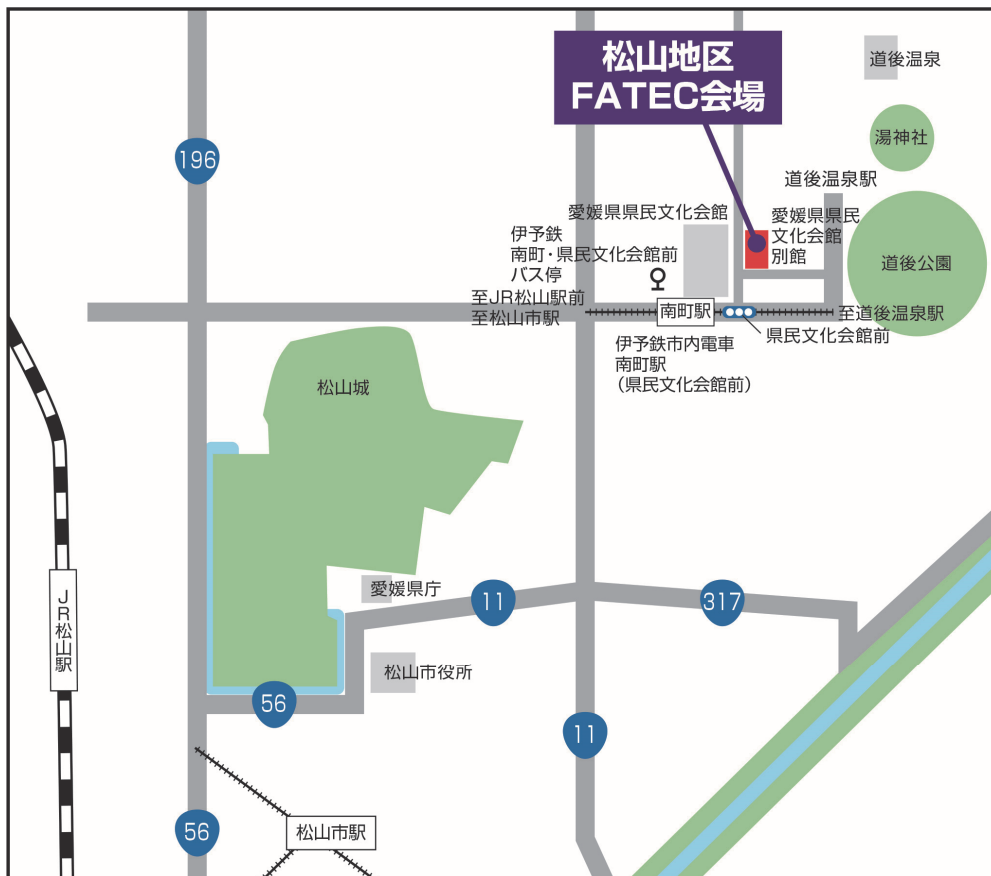 松山地区
FATEC会場
道後温泉
湯神社
196
道後温泉駅
愛媛県県民文化会館
愛媛県県民
文化会館
別館
伊予鉄
南町・県民文化会館前
バス停
道後公園
至JR松山駅前
至松山市駅
南町駅
至道後温泉駅
県民文化会館前
伊予鉄市内電車
南町駅
（県民文化会館前）
松山城
愛媛県庁
11
317
JR松山駅
松山市役所
56
11
56
松山市駅